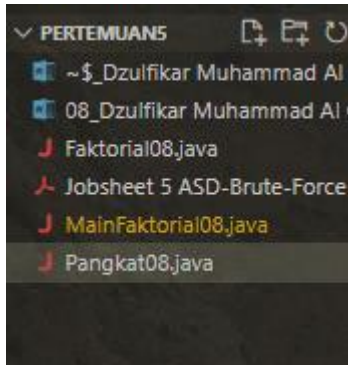 PERTEMUAN5
~$_Dzulfikar Muhammad Al
08_Dzulfikar Muhammad Al
Faktorial08.java
Jobsheet 5 ASD-Brute-Force
MainFaktorial08.java
Pangkat08.java